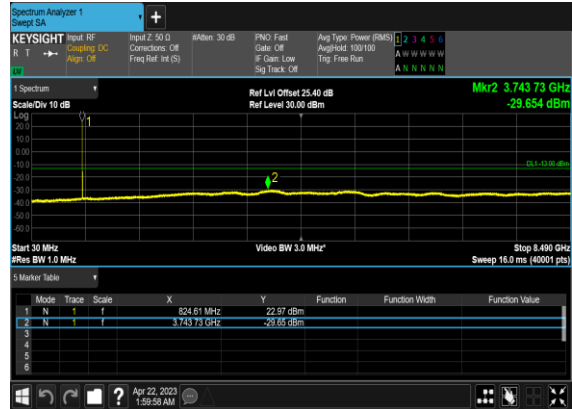 Spectrum Analyzer 1
Swept SA
+
KEYSIGHT Input: RF Input Z: 50 Ω #Atten: 30 dB PNO: Fast Avg Type: Power (RMS) 1 2 3 4 5 6
R T Coupling: DC Corrections: Off Gate: Off Avg|Hold: 100/100 A W W W W W
Align: Off Freq Ref: Int (S) IF Gain: Low Trig: Free Run
Sig Track: Off A N N N N N
1 Spectrum Ref Lvl Offset 25.40 dB Mkr2 3.743 73 GHz
Scale/Div 10 dB Ref Level 30.00 dBm -29.654 dBm
Log
1
20.0
10.0
0.00
-10.0 DL1 -13.00 dBm
-20.0 2
-30.0
-40.0
-50.0
-60.0
Start 30 MHz Video BW 3.0 MHz* Stop 8.490 GHz
#Res BW 1.0 MHz Sweep 16.0 ms (40001 pts)
5 Marker Table
Mode Trace Scale X Y Function Function Width Function Value
1 N 1 f 824.61 MHz 22.97 dBm
2 N 1 f 3.743 73 GHz -29.65 dBm
3
4
5
6
? Apr 22, 2023
1:59:58 AM